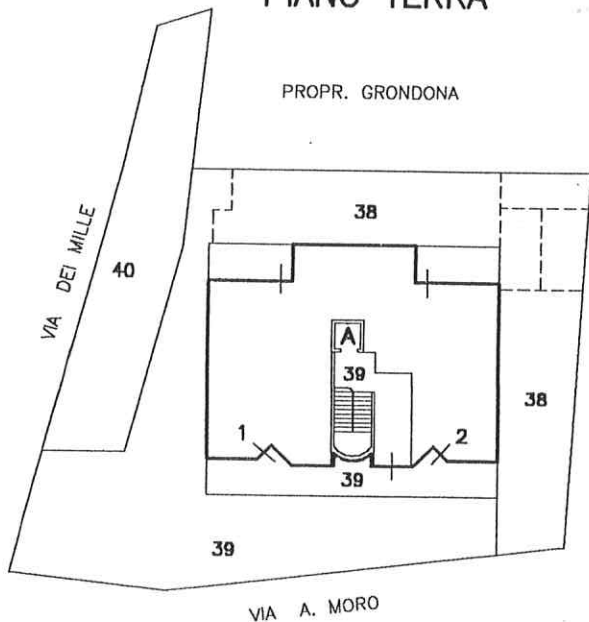 PIANO TERRA
PROPR. GRONDONA
38
VIA DEI MILLE
40
A
39
38
1
2
39
39
VIA A. MORO